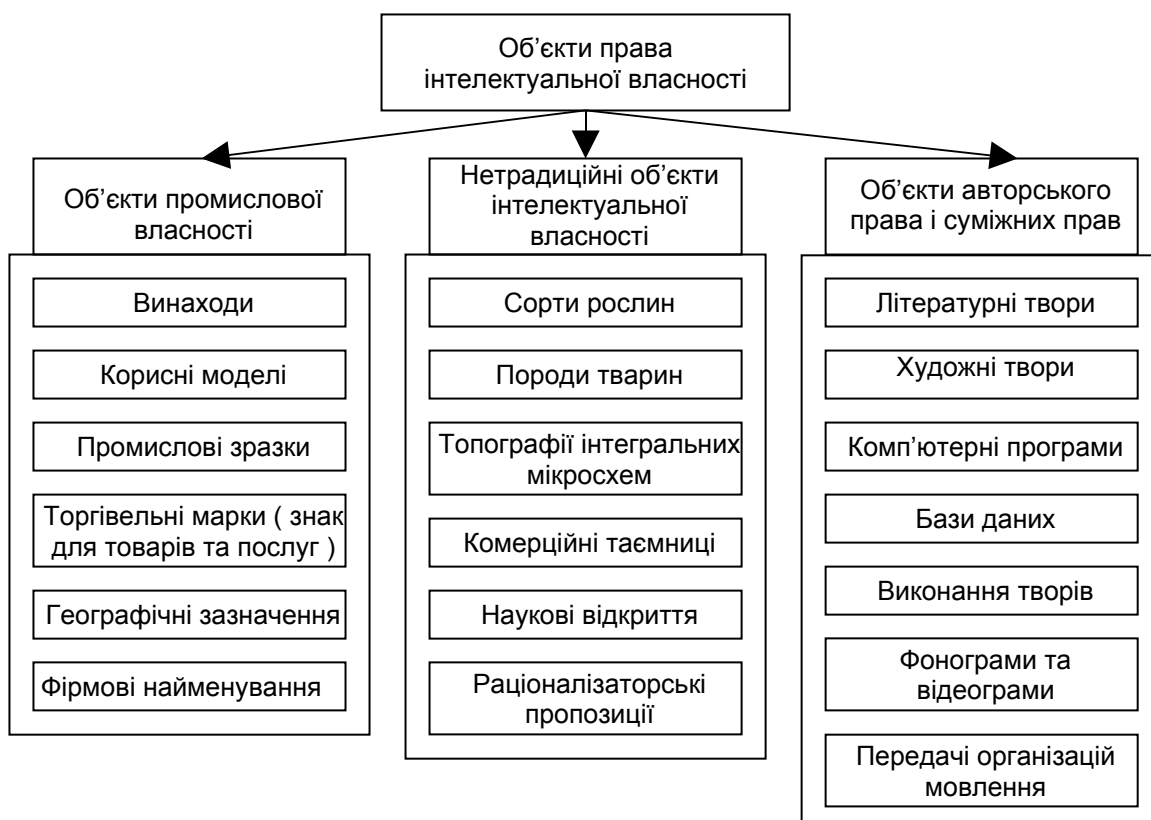 Об’єкти права
інтелектуальної власності
Об’єкти промислової
власності
Винаходи
Корисні моделі
Промислові зразки
Торгівельні марки ( знак
для товарів та послуг )
Географічні зазначення
Фірмові найменування
Нетрадиційні об’єкти
інтелектуальної
власності
Сорти рослин
Породи тварин
Топографії інтегральних
мікросхем
Комерційні таємниці
Наукові відкриття
Раціоналізаторські
пропозиції
Об’єкти авторського
права і суміжних прав
Літературні твори
Художні твори
Комп’ютерні програми
Бази даних
Виконання творів
Фонограми та
відеограми
Передачі організацій
мовлення